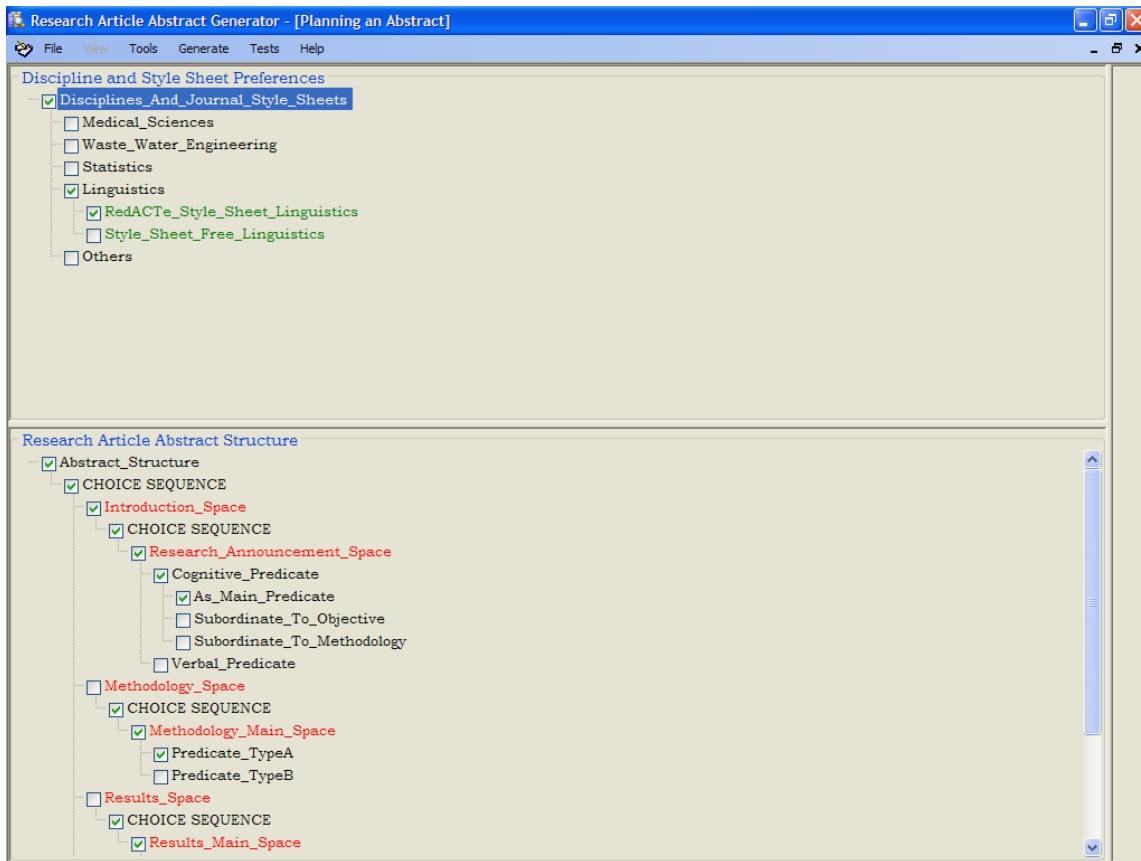 Research Article Abstract Generator - [Planning an Abstract]
File View Tools Generate Tests Help
Discipline and Style Sheet Preferences
Disciplines_And_Journal_Style_Sheets
Medical_Sciences
Waste_Water_Engineering
Statistics
Linguistics
RedACTe_Style_Sheet_Linguistics
Style_Sheet_Free_Linguistics
Others
Research Article Abstract Structure
Abstract_Structure
CHOICE SEQUENCE
Introduction_Space
CHOICE SEQUENCE
Research_Announcement_Space
Cognitive_Predicate
As_Main_Predicate
Subordinate_To_Objective
Subordinate_To_Methodology
Verbal_Predicate
Methodology_Space
CHOICE SEQUENCE
Methodology_Main_Space
Predicate_TypeA
Predicate_TypeB
Results_Space
CHOICE SEQUENCE
Results_Main_Space